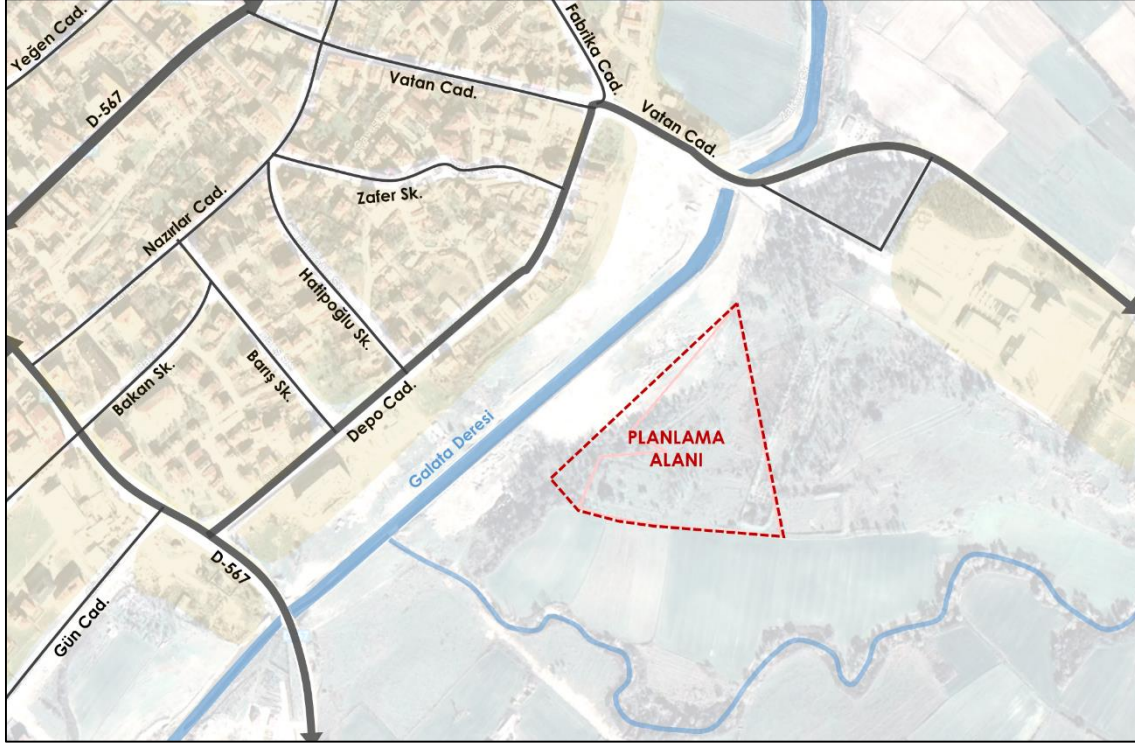 Yeğen Cad.
D-567
Fabrika Cad.
Vatan Cad.
Vatan Cad.
Zafer Sk.
Nazırlar Cad.
Hatipoğlu Sk.
Bakan Sk.
Barış Sk.
Depo Cad.
Galata Deresi
PLANLAMA
ALANI
D-567
Gün Cad.